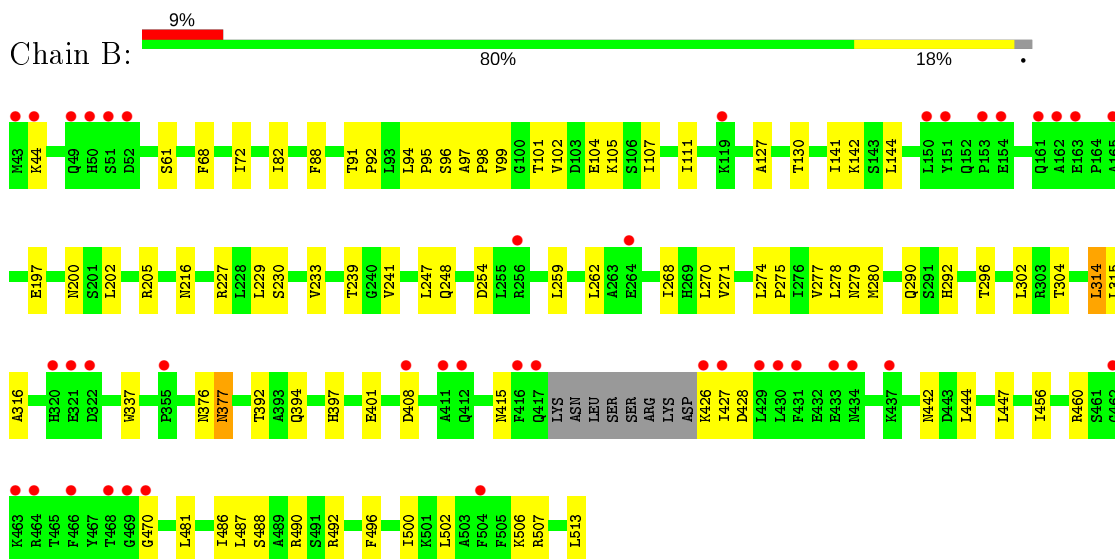 9%
Chain B:
80% 18% •
M43 K44 Q49 H50 S51 D52 S61 F68 I72 I82 F88 T91 P92 L93 L94 P95 S96 A97 P98 V99 G100 T101 V102 D103 E104 K105 S106 I107 I111 K119 A127 T130 I141 K142 S143 L144 L150 Y151 Q152 P153 E154 Q161 A162 E163 P164 A165
E197 N200 S201 L202 R205 N216 R227 L228 L229 S230 V233 T239 G240 V241 L247 Q248 D254 L255 R256 L259 L262 A263 E264 I268 H269 L270 V271 L274 P275 I276 V277 L278 N279 M280 Q290 S291 H292 T296 L302 R303 T304 L314 L315
A316 H320 E321 D322 W337 P355 N376 N377 T392 A393 Q394 H397 E401 D408 A411 Q412 N415 F416 Q417 LYS ASN LEU SER SER ARG LYS ASP K426 I427 D428 L429 L430 F431 E432 E433 N434 K437 N442 D443 L444 L447 I456 R460 S461 G462
K463 R464 T465 F466 Y467 T468 G469 G470 L481 I486 L487 S488 A489 R490 S491 R492 F496 I500 K501 L502 A503 F504 F505 K506 R507 L513